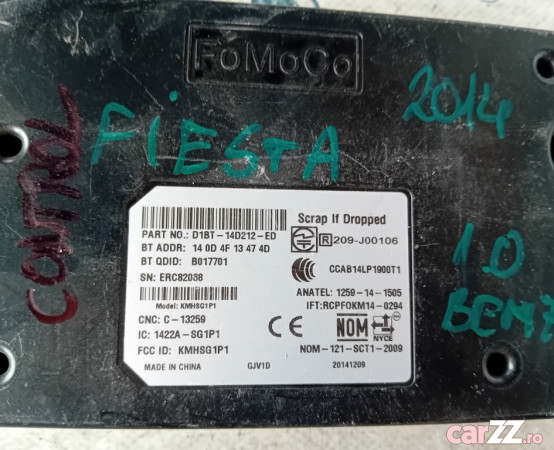 FoMoCo
CONTROL
FiESTA
2014
1.0
Scrap If Dropped
PART NO.: D1BT-14D212-ED
BT ADDR: 14 0D 4F 13 47 4D
BT QDID: B017701
SN: ERC82088
Model: KMHSG1P1
CNC: C-13259
IC: 1422A-SG1P1
FCC ID: KMHSG1P1
MADE IN CHINA
GJV1D
R 209-J00106
CCAB14LP1900T1
ANATEL: 1259-14-1505
IFT:RCPFOKM14-0294
CE
NOM
NYCE
NOM-121-SCT1-2009
20141209
carZZ.ro